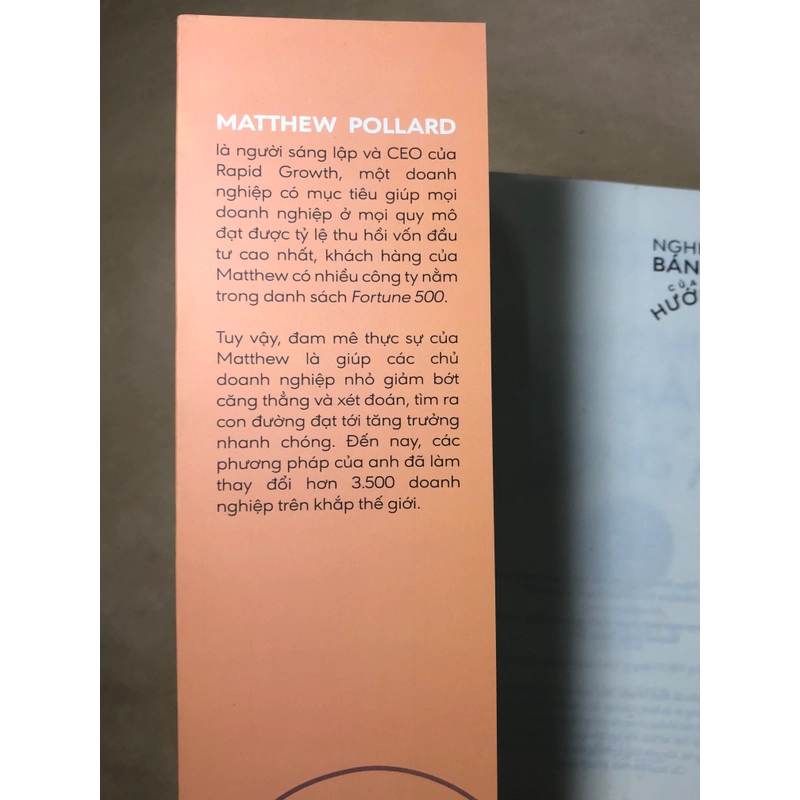 MATTHEW POLLARD
là người sáng lập và CEO của
Rapid Growth, một doanh
nghiệp có mục tiêu giúp mọi
doanh nghiệp ở mọi quy mô
đạt được tỷ lệ thu hồi vốn đầu
tư cao nhất, khách hàng của
Matthew có nhiều công ty nằm
trong danh sách Fortune 500.
Tuy vậy, đam mê thực sự của
Matthew là giúp các chủ
doanh nghiệp nhỏ giảm bớt
căng thẳng và xét đoán, tìm ra
con đường đạt tới tăng trưởng
nhanh chóng. Đến nay, các
phương pháp của anh đã làm
thay đổi hơn 3.500 doanh
nghiệp trên khắp thế giới.
BÁN